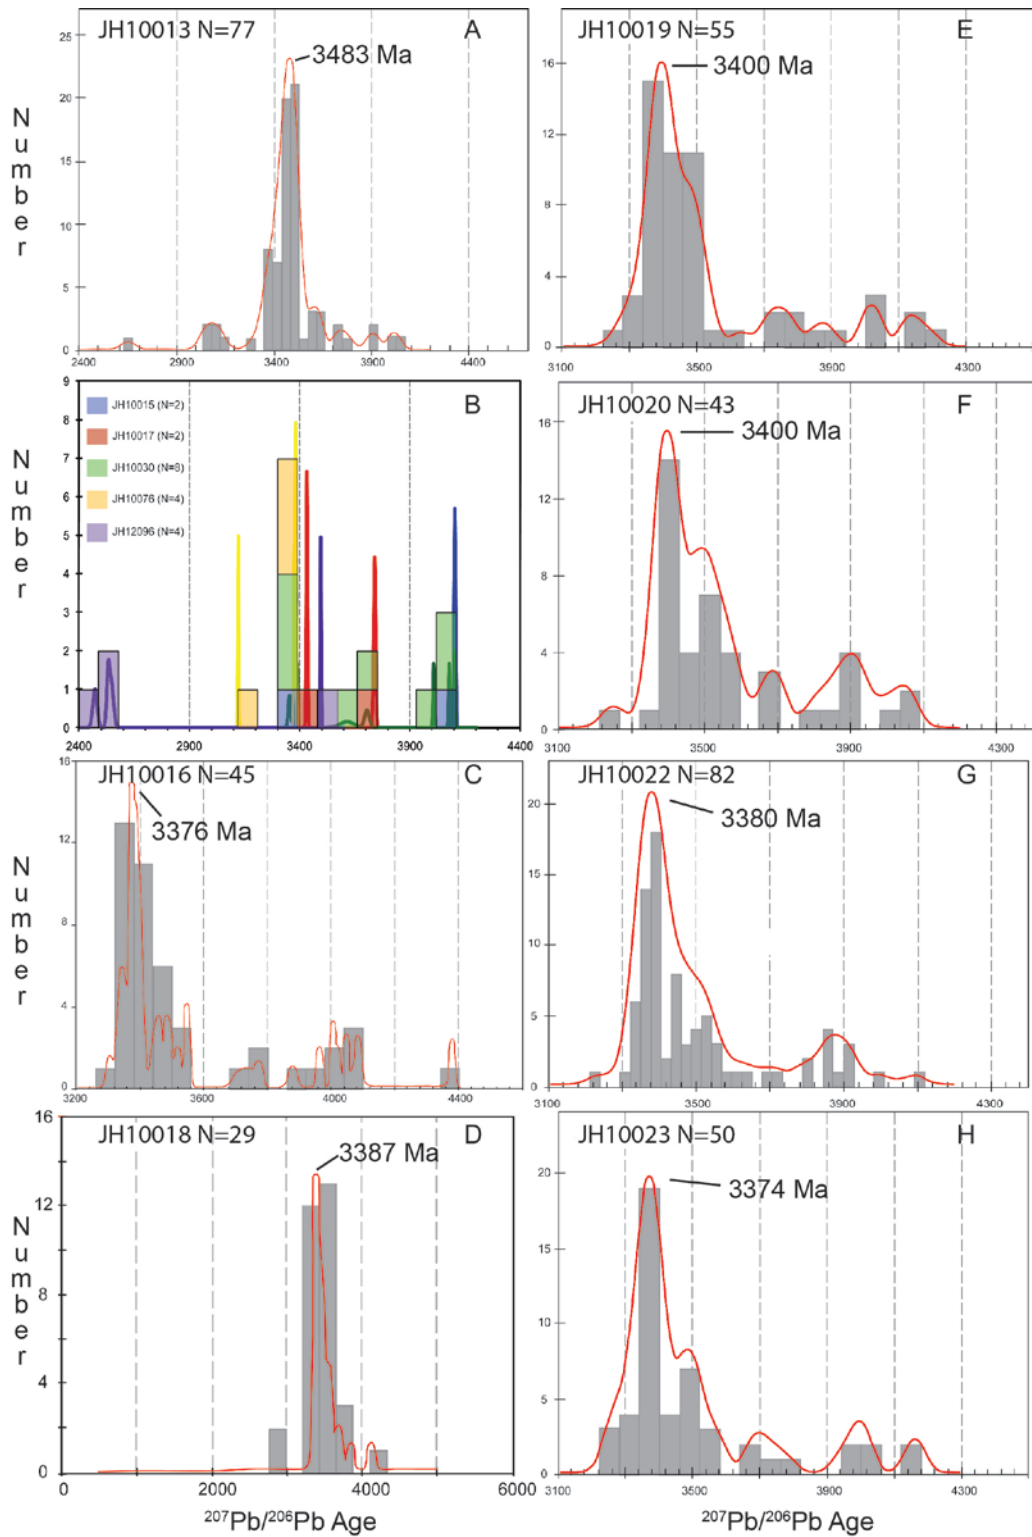 JH10013 N=77
A
3483 Ma
25
20
15
10
5
0
2400
2900
3400
3900
4400
Number
JH10019 N=55
E
3400 Ma
16
12
8
4
0
3100
3500
3900
4300
B
JH10015 (N=2)
JH10017 (N=2)
JH10030 (N=8)
JH10076 (N=4)
JH12096 (N=4)
9
8
7
6
5
4
3
2
1
0
2400
2900
3400
3900
4400
Number
JH10020 N=43
F
3400 Ma
16
12
8
4
0
3100
3500
3900
4300
JH10016 N=45
C
3376 Ma
16
12
8
4
0
3200
3600
4000
4400
Number
JH10022 N=82
G
3380 Ma
20
15
10
5
0
3100
3500
3900
4300
JH10018 N=29
D
3387 Ma
16
12
8
4
0
0
2000
4000
6000
Number
²⁰⁷Pb/²⁰⁶Pb Age
JH10023 N=50
H
3374 Ma
20
15
10
5
0
3100
3500
3900
4300
²⁰⁷Pb/²⁰⁶Pb Age